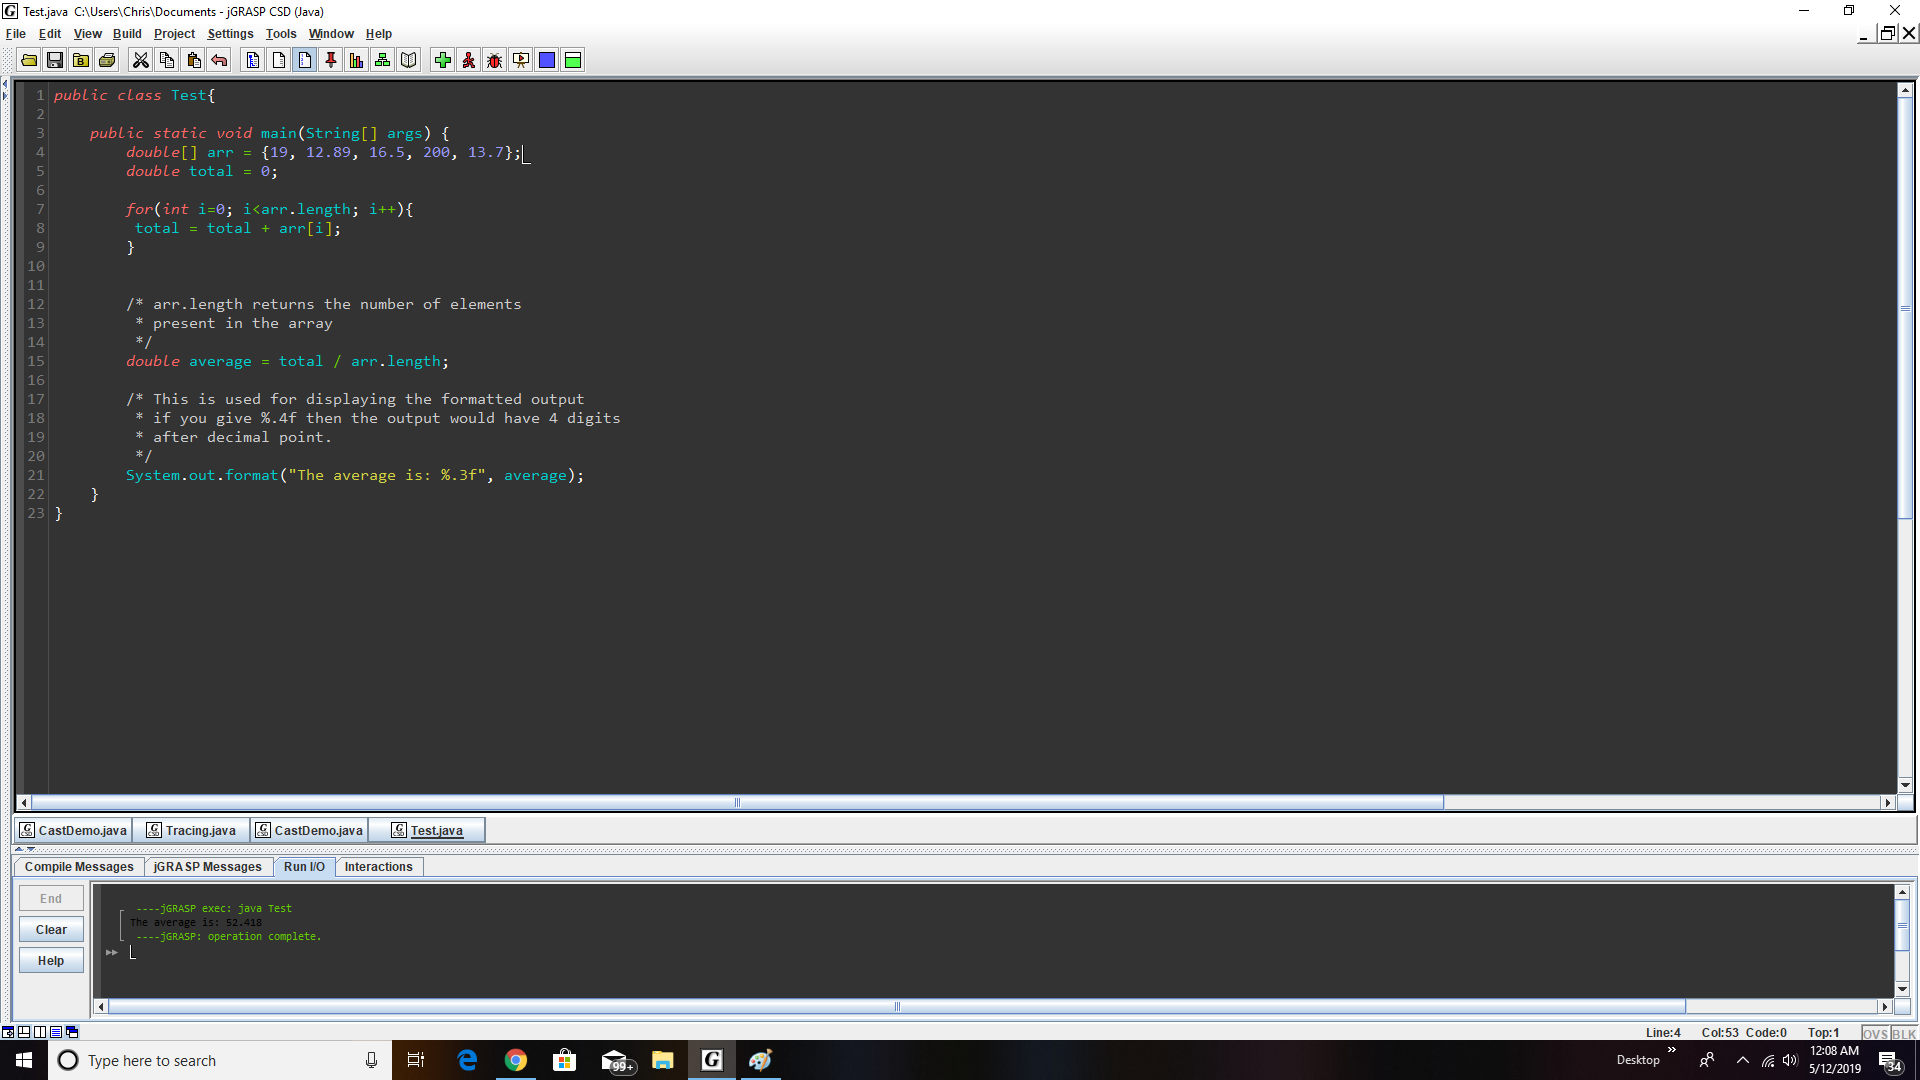 Test.java  C:\Users\Chris\Documents - jGRASP CSD (Java)
File Edit View Build Project Settings Tools Window Help
1 public class Test{
2
3     public static void main(String[] args) {
4         double[] arr = {19, 12.89, 16.5, 200, 13.7};
5         double total = 0;
6
7         for(int i=0; i<arr.length; i++){
8          total = total + arr[i];
9         }
10
11
12         /* arr.length returns the number of elements
13          * present in the array
14          */
15         double average = total / arr.length;
16
17         /* This is used for displaying the formatted output
18          * if you give %.4f then the output would have 4 digits
19          * after decimal point.
20          */
21         System.out.format("The average is: %.3f", average);
22     }
23 }
CastDemo.java Tracing.java CastDemo.java Test.java
Compile Messages jGRASP Messages Run I/O Interactions
End
Clear
Help
----jGRASP exec: java Test
The average is: 52.418
----jGRASP: operation complete.
Line:4 Col:53 Code:0 Top:1 OVS BLK
Type here to search
99+
Desktop
12:08 AM
5/12/2019
34